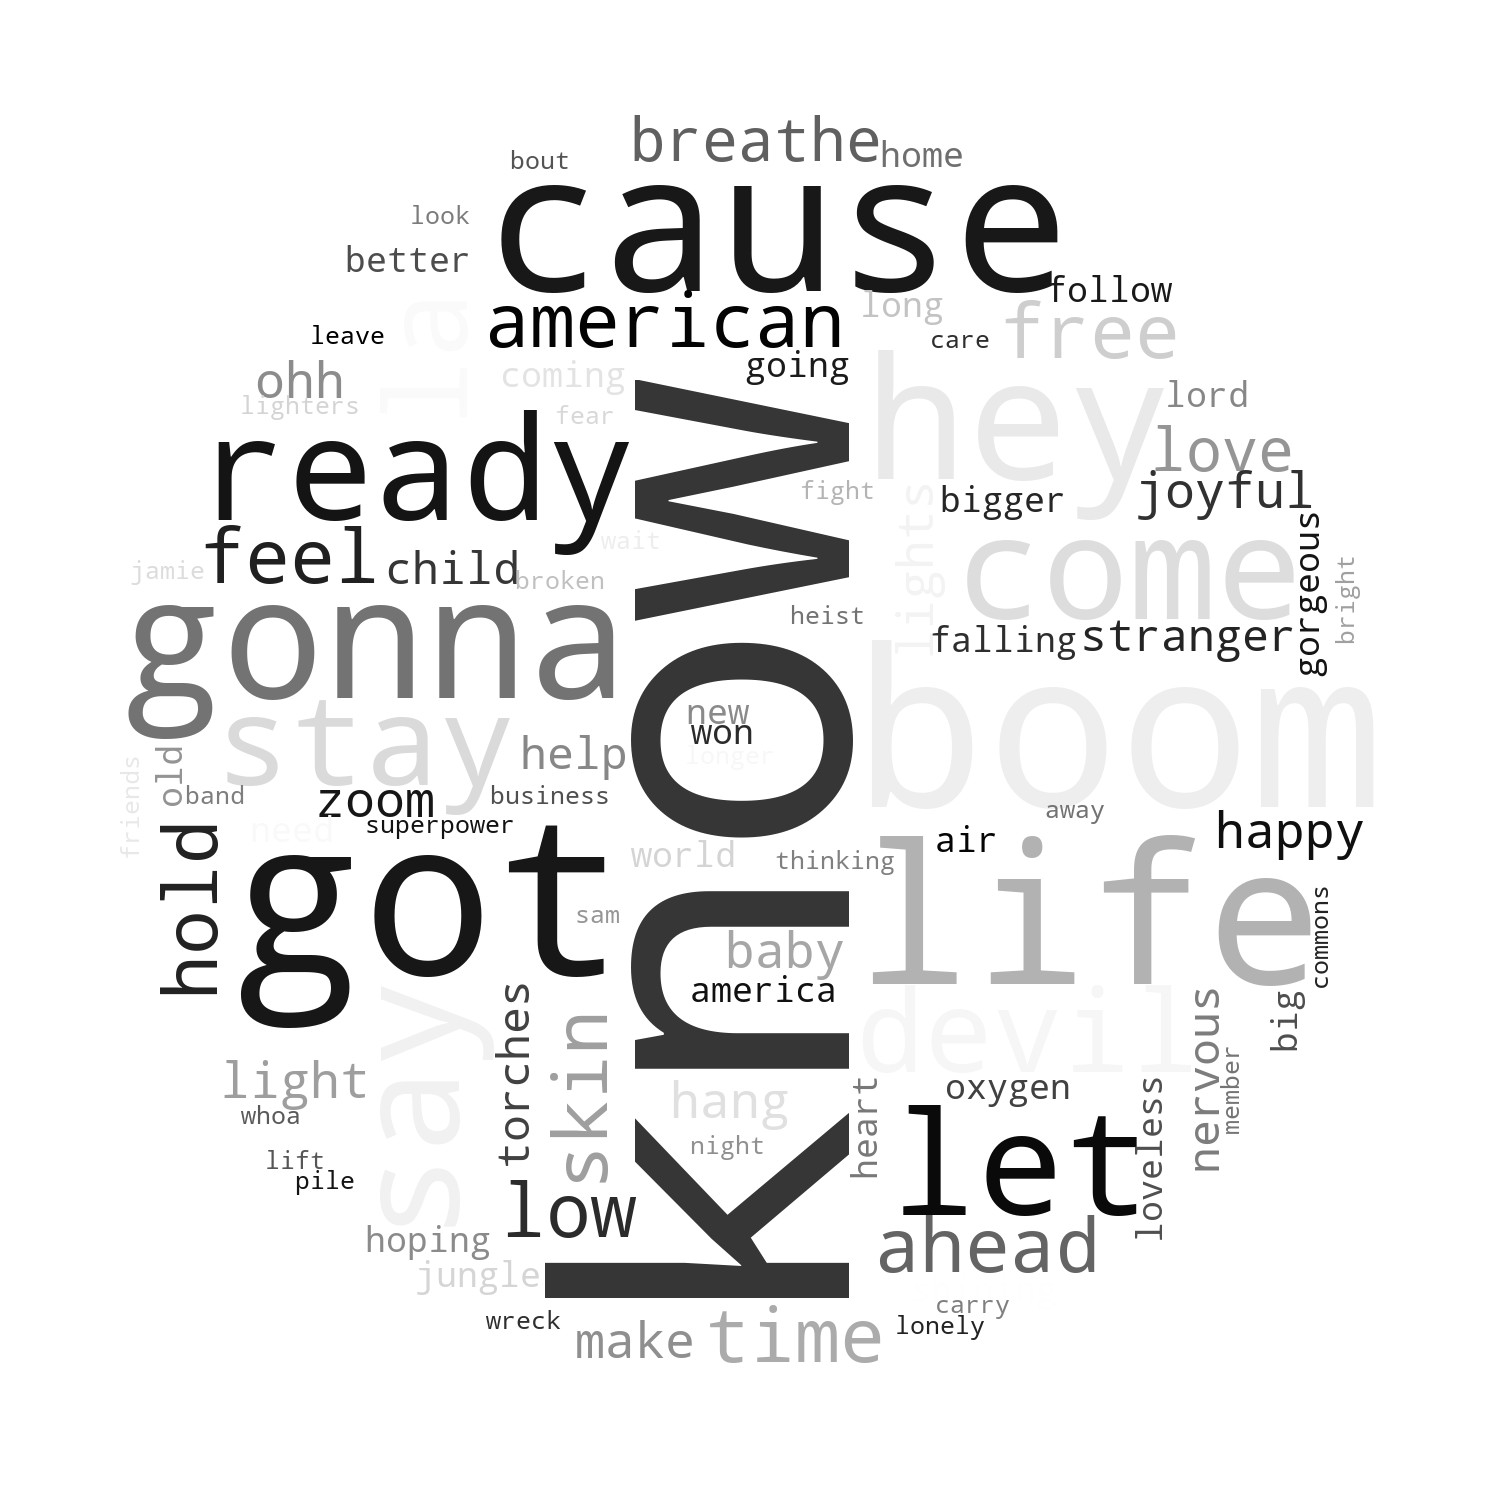 breathe
home
bout
cause
look
better
follow
la
american
long
free
leave
care
going
hey
ohh
coming
lord
lighters
fear
ready
love
know
fight
lights
bigger
joyful
gorgeous
feel
child
wait
come
jamie
broken
bright
gonna
heist
falling
stranger
boom
stay
new
won
help
longer
old
friends
band
zoom
business
away
superpower
need
happy
hold
got
world
thinking
air
life
commons
sam
baby
america
say
torches
skin
devil
nervous
big
light
hang
heart
oxygen
loveless
member
whoa
night
let
lift
pile
low
hoping
ahead
jungle
carry
wreck
make
time
lonely